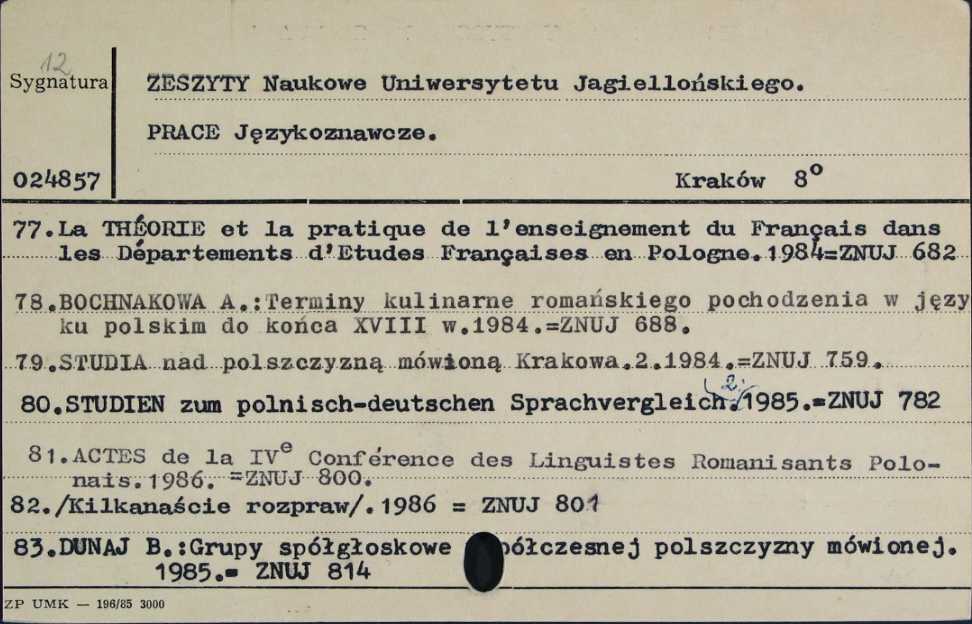 12
Sygnatura
ZESZYTY Naukowe Uniwersytetu Jagiellońskiego.
PRACE Językoznawcze.
024857
Kraków 8º
77.La THÉORIE et la pratique de l'enseignement du Français dans
les Départements d'Etudes Françaises en Pologne.1984=ZNUJ 682
78.BOCHNAKOWA A.:Terminy kulinarne romańskiego pochodzenia w języ
ku polskim do końca XVIII w.1984.=ZNUJ 688.
79.STUDIA nad polszczyzną mówioną Krakowa.2.1984.=ZNUJ 759.
80.STUDIEN zum polnisch-deutschen Sprachvergleich.2.1985.=ZNUJ 782
81.ACTES de la IVe Conférence des Linguistes Romanisants Polo-
nais.1986. =ZNUJ 800.
82./Kilkanaście rozpraw/.1986 = ZNUJ 801
83.DUNAJ B.:Grupy spółgłoskowe półczesnej polszczyzny mówionej.
1985.= ZNUJ 814
ZP UMK — 196/85 3000